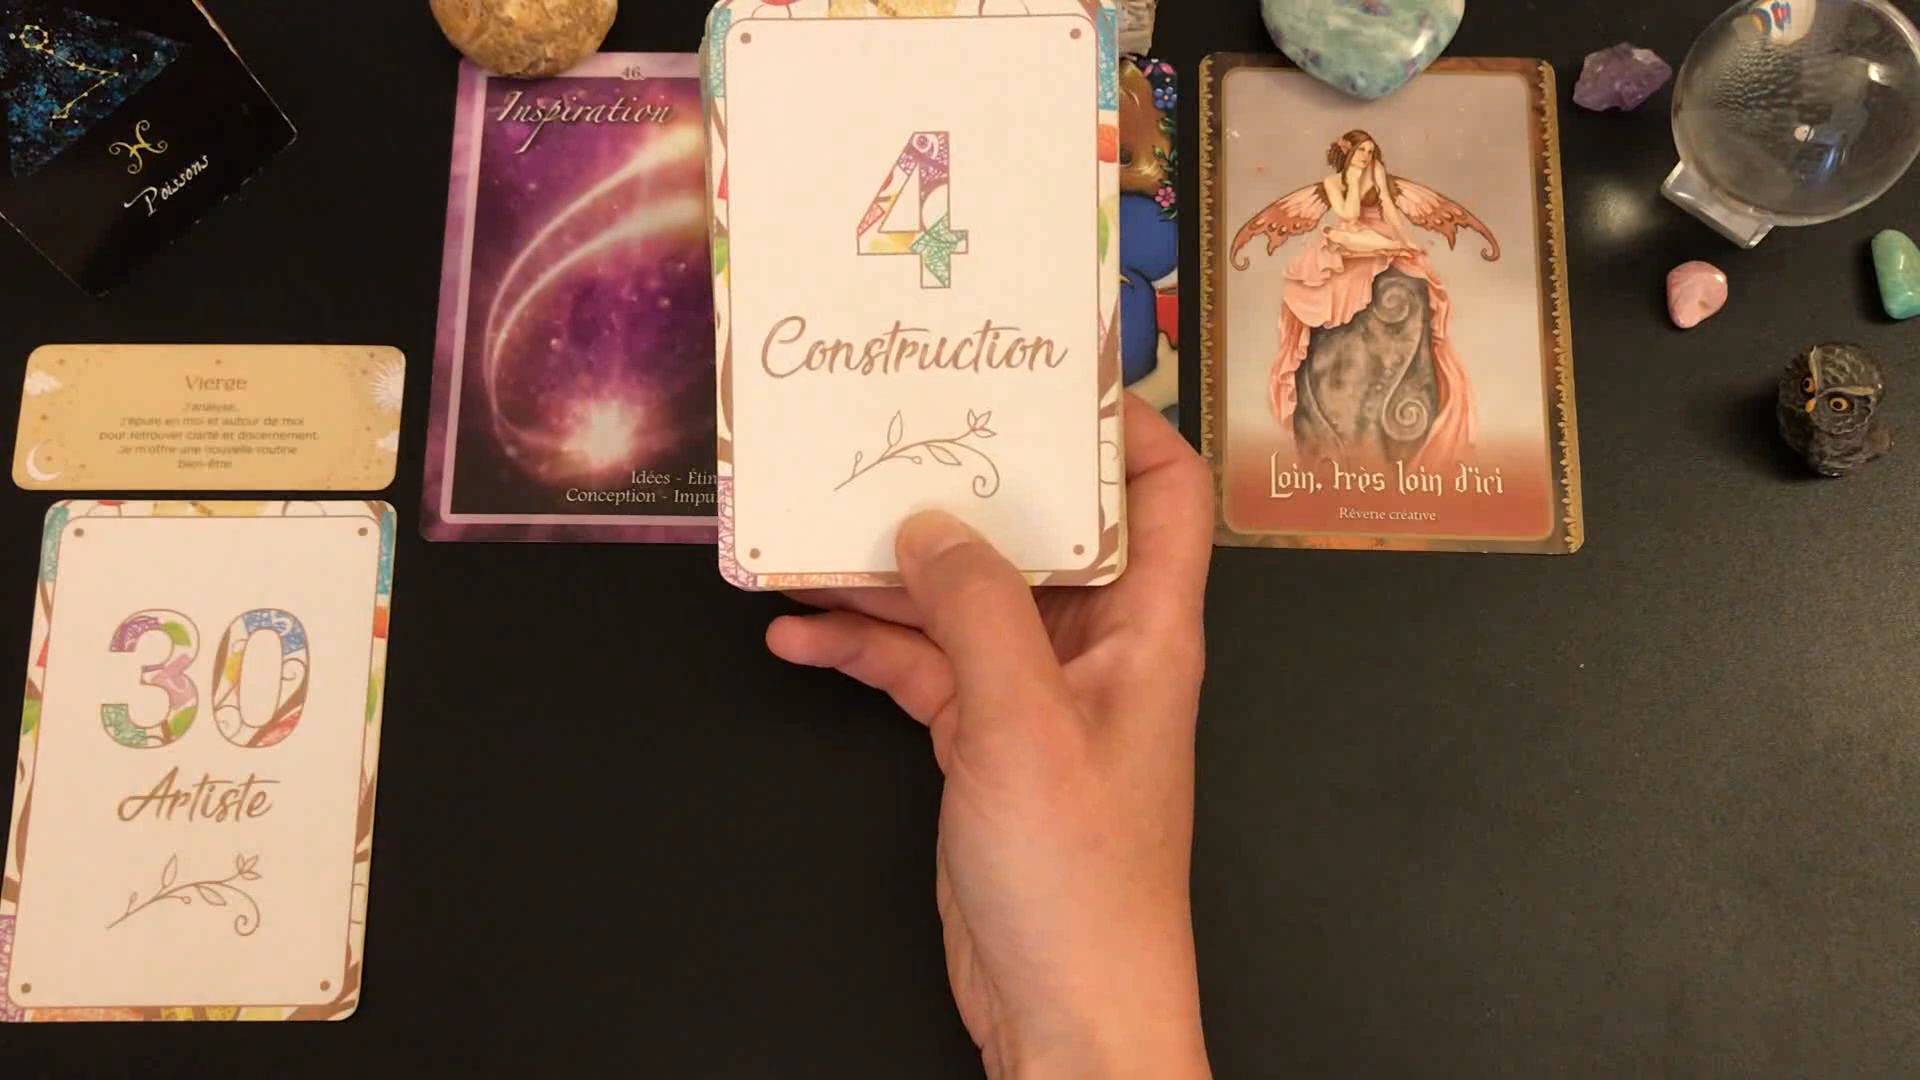 Poissons
Vierge
J'analyse,
j'épure en moi et autour de moi
pour retrouver clarté et discernement.
Je m'offre une nouvelle routine
bien-être.
30
Artiste
46.
Inspiration
Idées - Étin
Conception - Impu
4
Construction
Loin, très loin d'ici
Rêverie créative